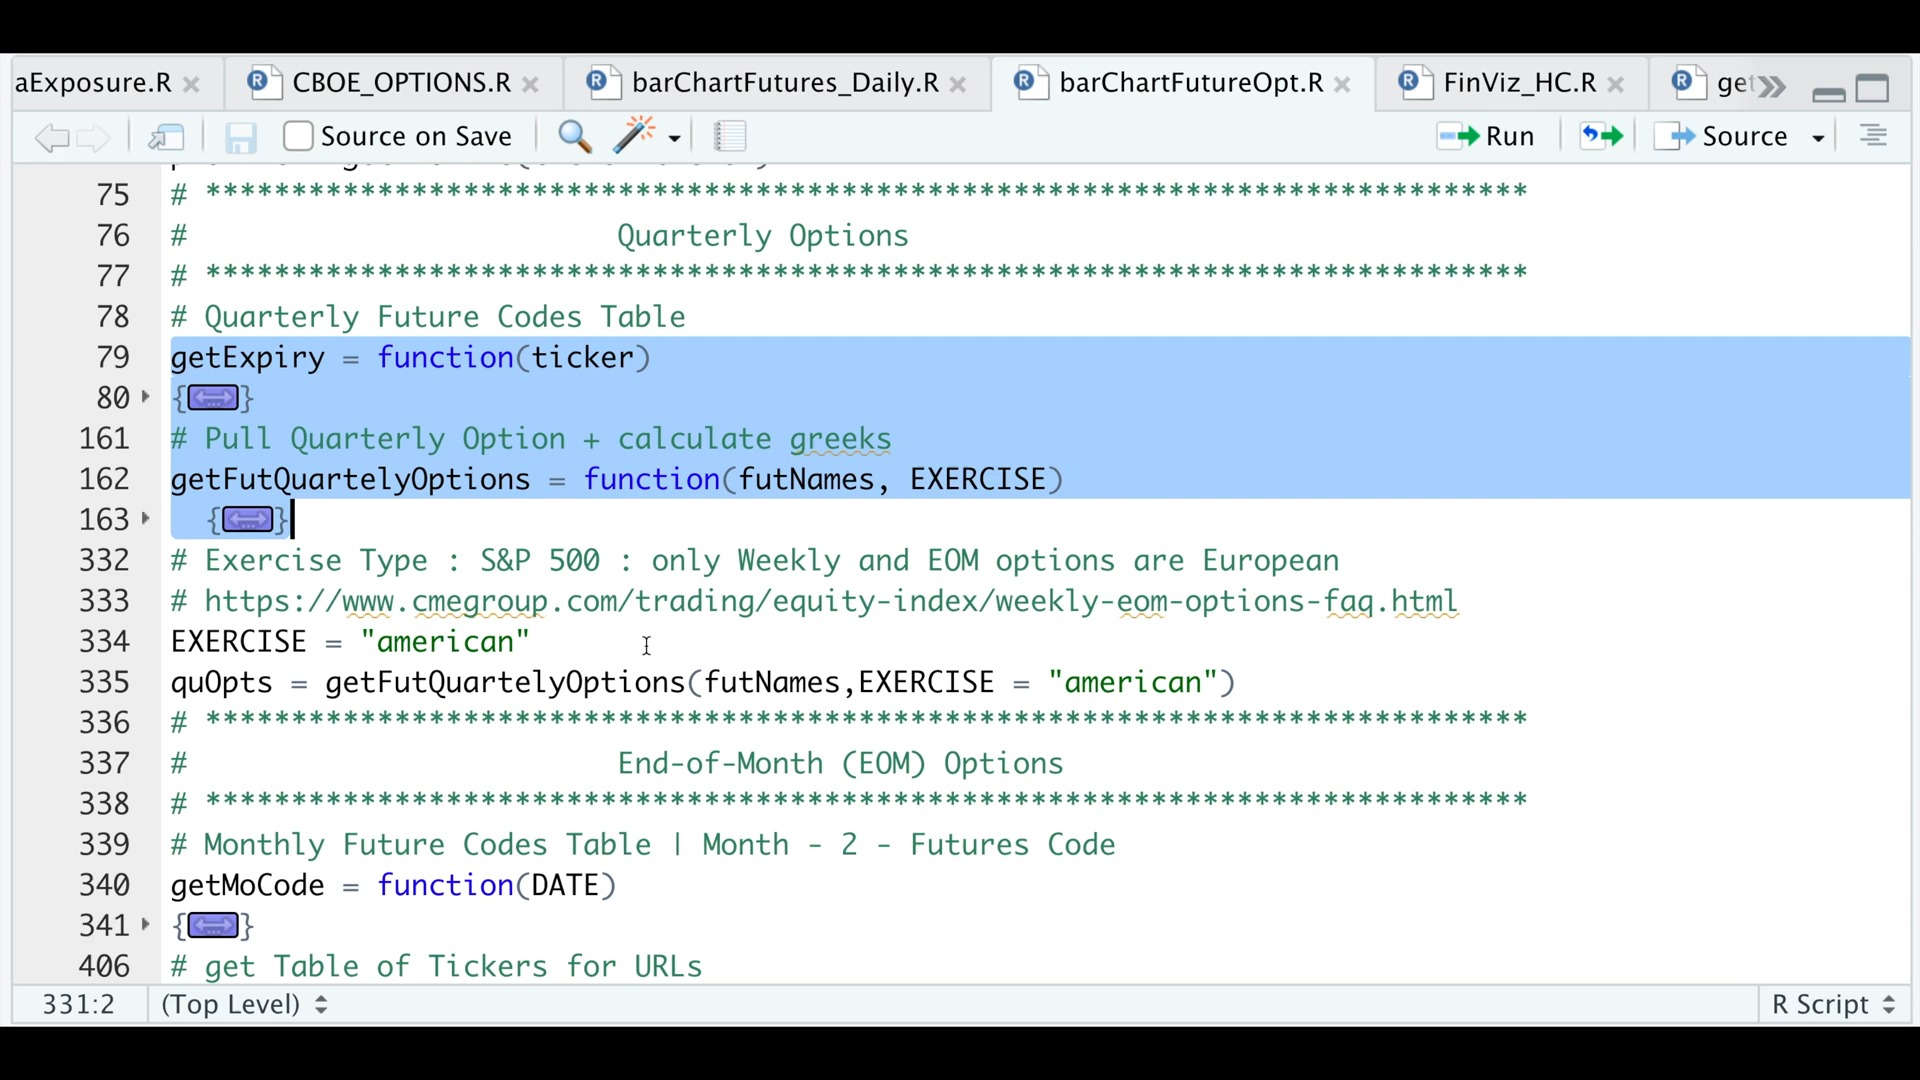 aExposure.R
CBOE_OPTIONS.R
barChartFutures_Daily.R
barChartFutureOpt.R
FinViz_HC.R
get
Source on Save
Run
Source
75 # *****************************************************************************
76 # Quarterly Options
77 # *****************************************************************************
78 # Quarterly Future Codes Table
79 getExpiry = function(ticker)
80 {...}
161 # Pull Quarterly Option + calculate greeks
162 getFutQuartelyOptions = function(futNames, EXERCISE)
163 {...}
332 # Exercise Type : S&P 500 : only Weekly and EOM options are European
333 # https://www.cmegroup.com/trading/equity-index/weekly-eom-options-faq.html
334 EXERCISE = "american"
335 quOpts = getFutQuartelyOptions(futNames,EXERCISE = "american")
336 # *****************************************************************************
337 # End-of-Month (EOM) Options
338 # *****************************************************************************
339 # Monthly Future Codes Table | Month - 2 - Futures Code
340 getMoCode = function(DATE)
341 {...}
406 # get Table of Tickers for URLs
331:2 (Top Level)
R Script